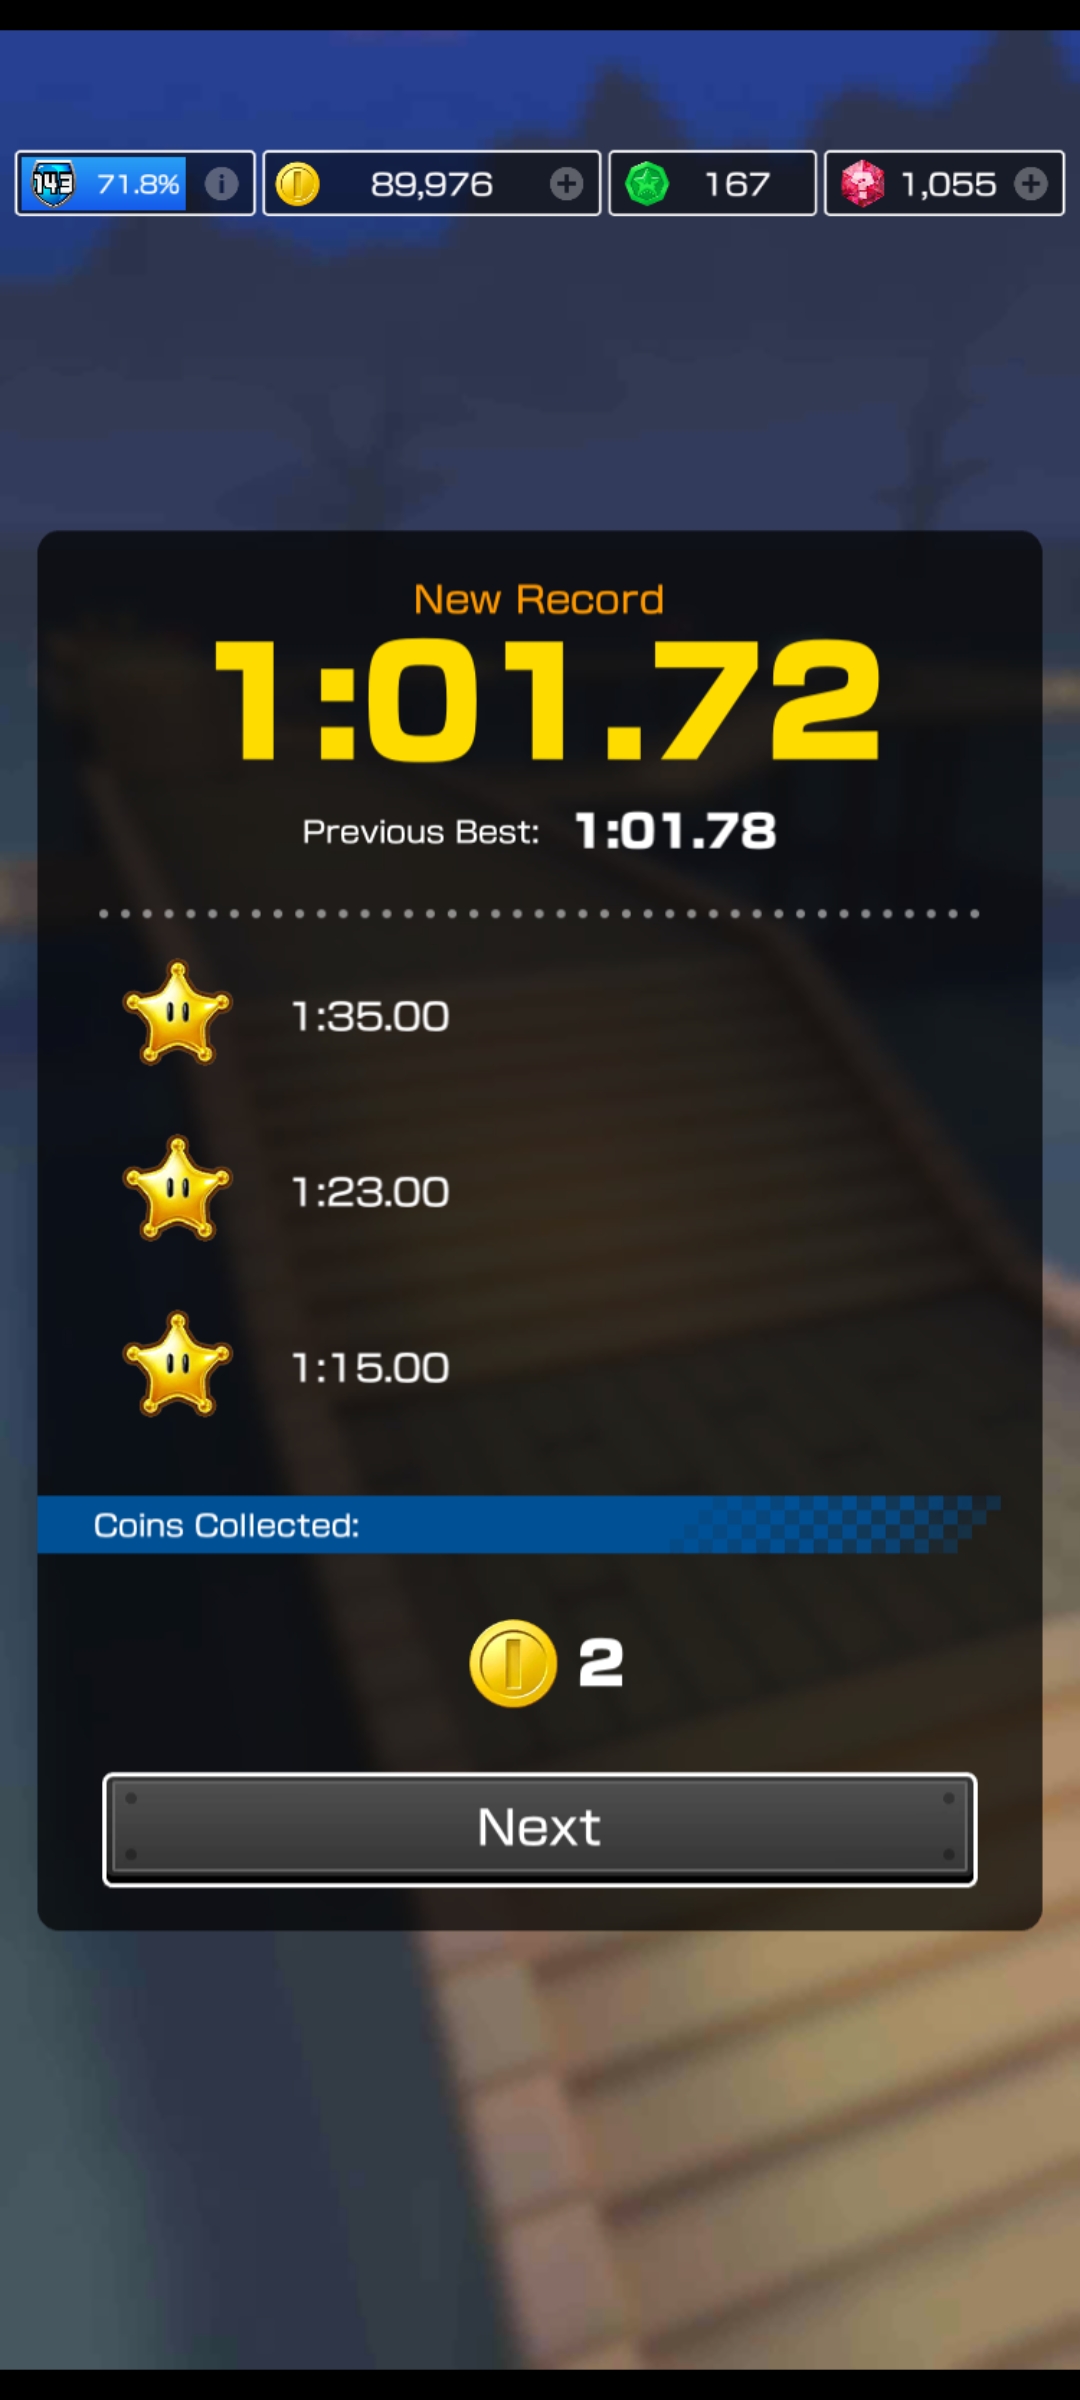 143 71.8% i 89,976 + 167 1,055 +
New Record
1:01.72
Previous Best: 1:01.78
1:35.00
1:23.00
1:15.00
Coins Collected:
2
Next